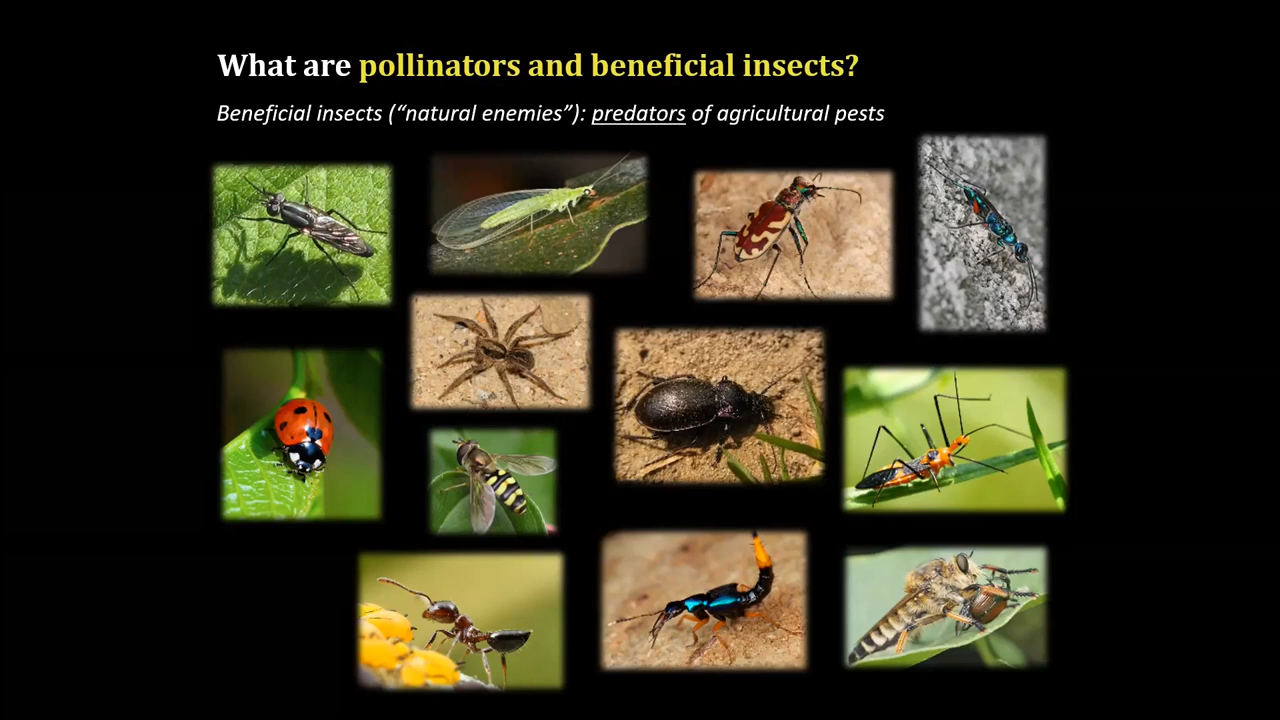 What are pollinators and beneficial insects?
Beneficial insects (“natural enemies”): predators of agricultural pests